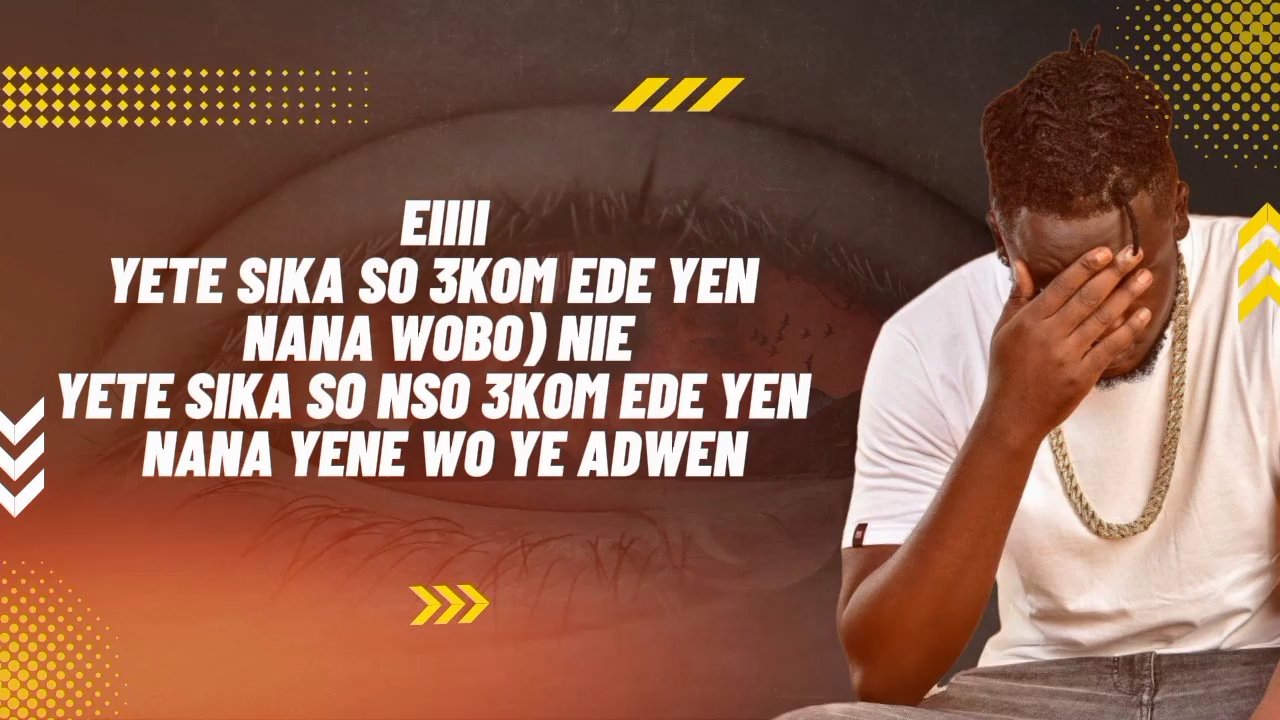 EIIII
YETE SIKA SO 3KOM EDE YEN
NANA WOBO) NIE
YETE SIKA SO NSO 3KOM EDE YEN
NANA YENE WO YE ADWEN